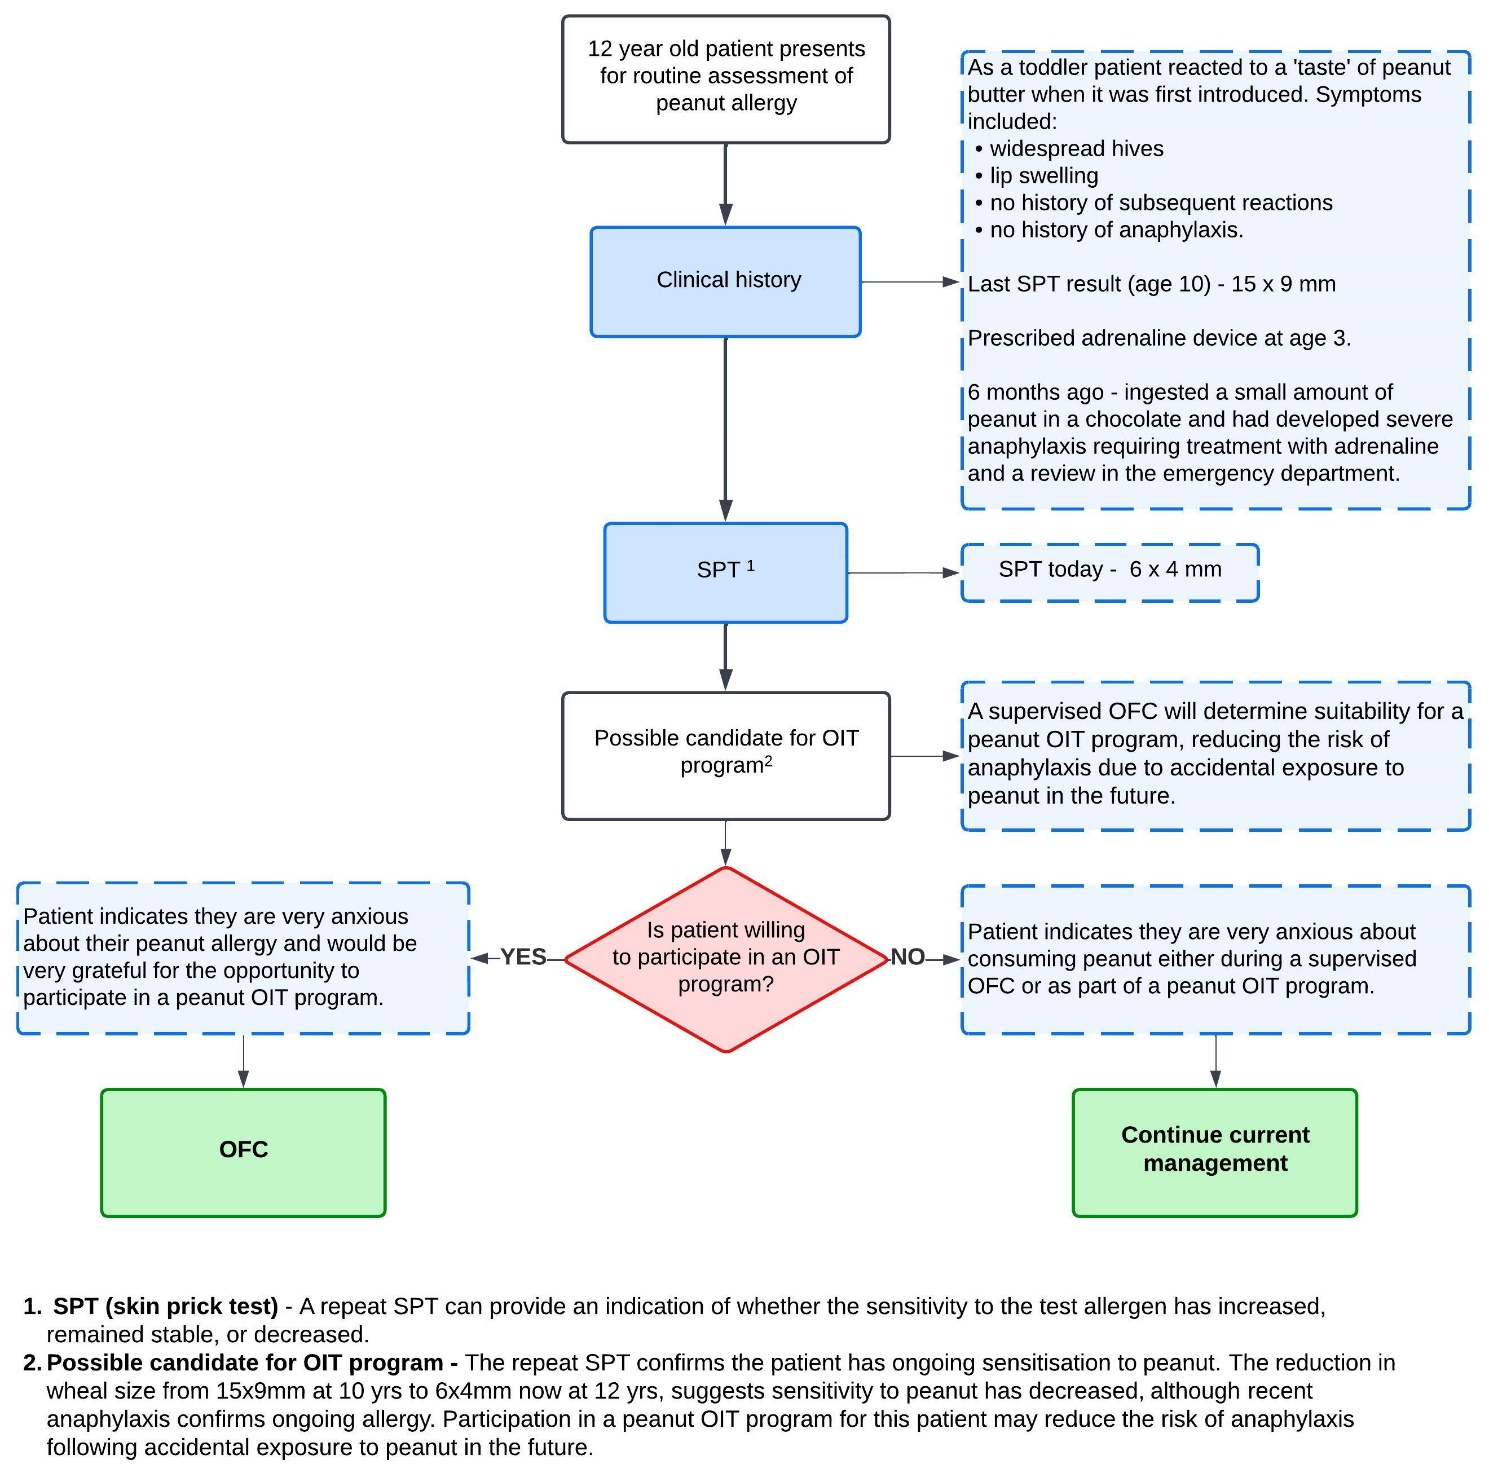 12 year old patient presents
for routine assessment of
peanut allergy
As a toddler patient reacted to a 'taste' of peanut
butter when it was first introduced. Symptoms
included:
• widespread hives
• lip swelling
• no history of subsequent reactions
• no history of anaphylaxis.
Last SPT result (age 10) - 15 x 9 mm
Prescribed adrenaline device at age 3.
6 months ago - ingested a small amount of
peanut in a chocolate and had developed severe
anaphylaxis requiring treatment with adrenaline
and a review in the emergency department.
Clinical history
SPT 1
SPT today - 6 x 4 mm
Possible candidate for OIT
program2
A supervised OFC will determine suitability for a
peanut OIT program, reducing the risk of
anaphylaxis due to accidental exposure to
peanut in the future.
Is patient willing
to participate in an OIT
program?
YES
NO
Patient indicates they are very anxious
about their peanut allergy and would be
very grateful for the opportunity to
participate in a peanut OIT program.
Patient indicates they are very anxious about
consuming peanut either during a supervised
OFC or as part of a peanut OIT program.
OFC
Continue current
management
1. SPT (skin prick test) - A repeat SPT can provide an indication of whether the sensitivity to the test allergen has increased,
remained stable, or decreased.
2. Possible candidate for OIT program - The repeat SPT confirms the patient has ongoing sensitisation to peanut. The reduction in
wheal size from 15x9mm at 10 yrs to 6x4mm now at 12 yrs, suggests sensitivity to peanut has decreased, although recent
anaphylaxis confirms ongoing allergy. Participation in a peanut OIT program for this patient may reduce the risk of anaphylaxis
following accidental exposure to peanut in the future.